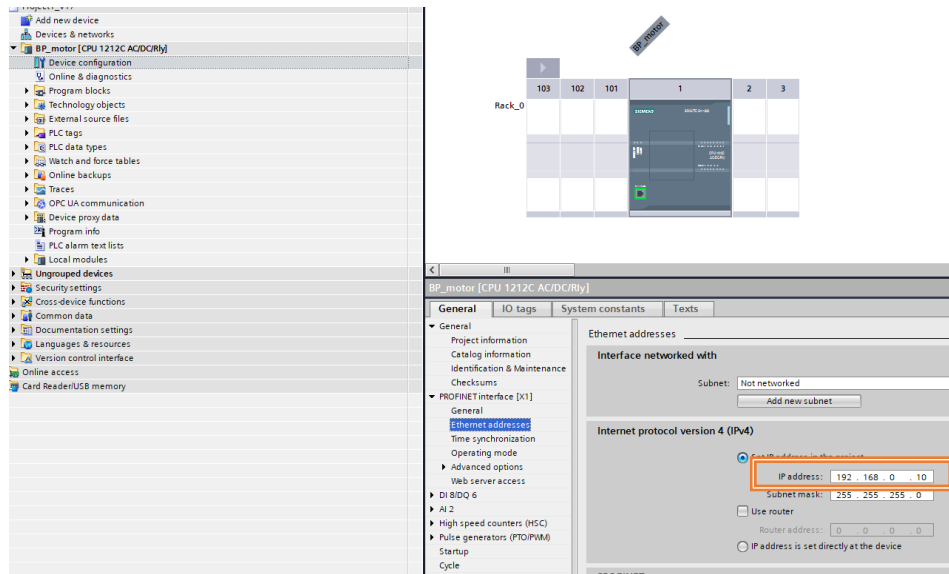 Add new device
Devices & networks
BP_motor [CPU 1212C AC/DC/Rly]
Device configuration
Online & diagnostics
Program blocks
Technology objects
External source files
PLC tags
PLC data types
Watch and force tables
Online backups
Traces
OPC UA communication
Device proxy data
Program info
PLC alarm text lists
Local modules
Ungrouped devices
Security settings
Cross-device functions
Common data
Documentation settings
Languages & resources
Version control interface
Online access
Card Reader/USB memory
BP_motor
103 102 101 1 2 3
Rack_0
SIEMENS
BP_motor [CPU 1212C AC/DC/Rly]
General IO tags System constants Texts
General
Project information
Catalog information
Identification & Maintenance
Checksums
PROFINET interface [X1]
General
Ethernet addresses
Time synchronization
Operating mode
Advanced options
Web server access
DI 8/DQ 6
AI 2
High speed counters (HSC)
Pulse generators (PTO/PWM)
Startup
Cycle
Ethernet addresses
Interface networked with
Subnet: Not networked
Add new subnet
Internet protocol version 4 (IPv4)
Set IP address in the project
IP address: 192 . 168 . 0 . 10
Subnet mask: 255 . 255 . 255 . 0
Use router
Router address: 0 . 0 . 0 . 0
IP address is set directly at the device